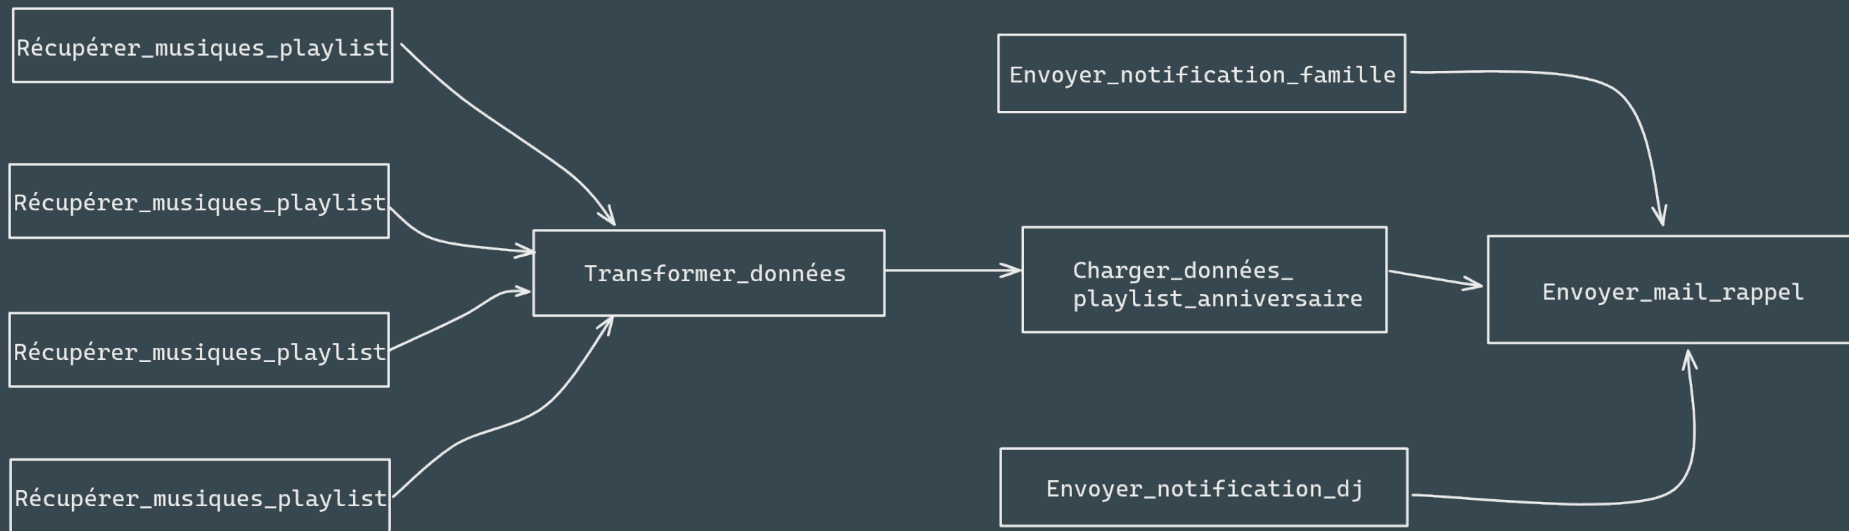 Récupérer_musiques_playlist
Récupérer_musiques_playlist
Récupérer_musiques_playlist
Récupérer_musiques_playlist
Transformer_données
Envoyer_notification_famille
Charger_données_
playlist_anniversaire
Envoyer_notification_dj
Envoyer_mail_rappel